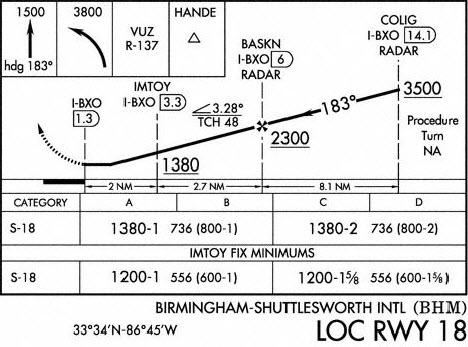 1500 3800 VUZ R-137 HANDE
hdg 183°
COLIG
I-BXO 14.1
RADAR
BASKN
I-BXO 6
RADAR
IMTOY
I-BXO 3.3
I-BXO
1.3
3.28°
TCH 48
183°
3500
2300
1380
Procedure
Turn
NA
2 NM 2.7 NM 8.1 NM
CATEGORY A B C D
S-18 1380-1 736 (800-1) 1380-2 736 (800-2)
IMTOY FIX MINIMUMS
S-18 1200-1 556 (600-1) 1200-1⅝ 556 (600-1⅝)
BIRMINGHAM-SHUTTLESWORTH INTL (BHM)
33°34'N-86°45'W LOC RWY 18